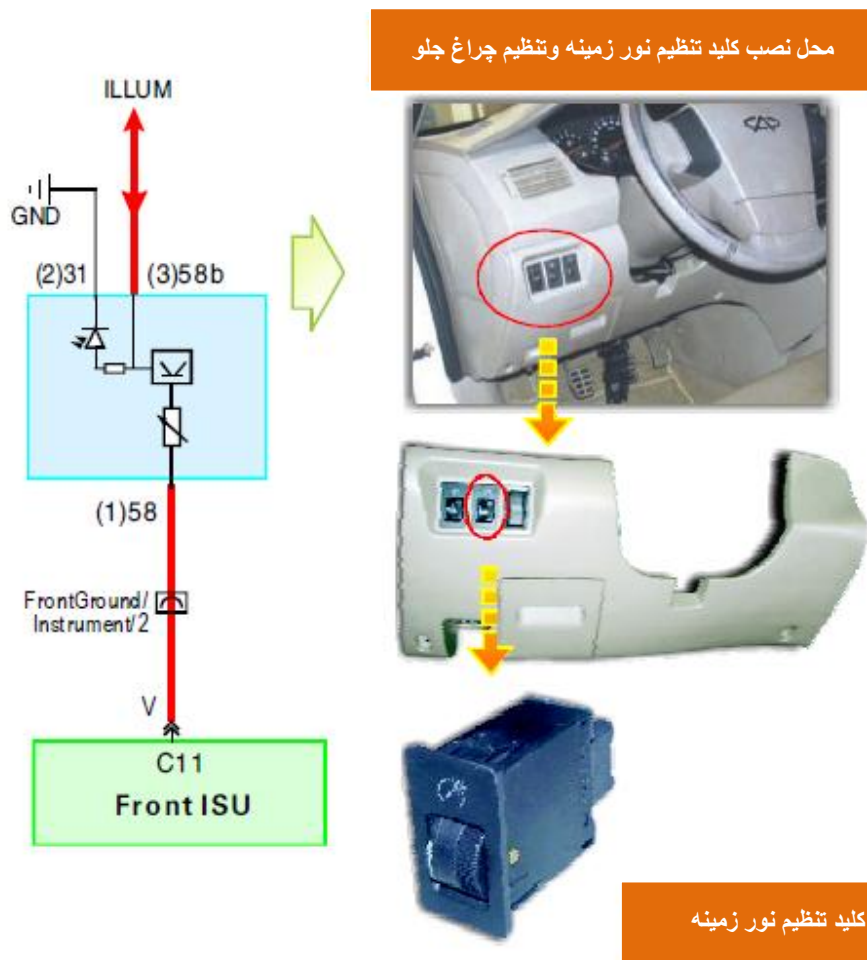 محل نصب کلید تنظیم نور زمینه وتنظیم چراغ جلو
ILLUM
GND
(2)31
(3)58b
(1)58
FrontGround/
Instrument/2
V
C11
Front ISU
کلید تنظیم نور زمینه